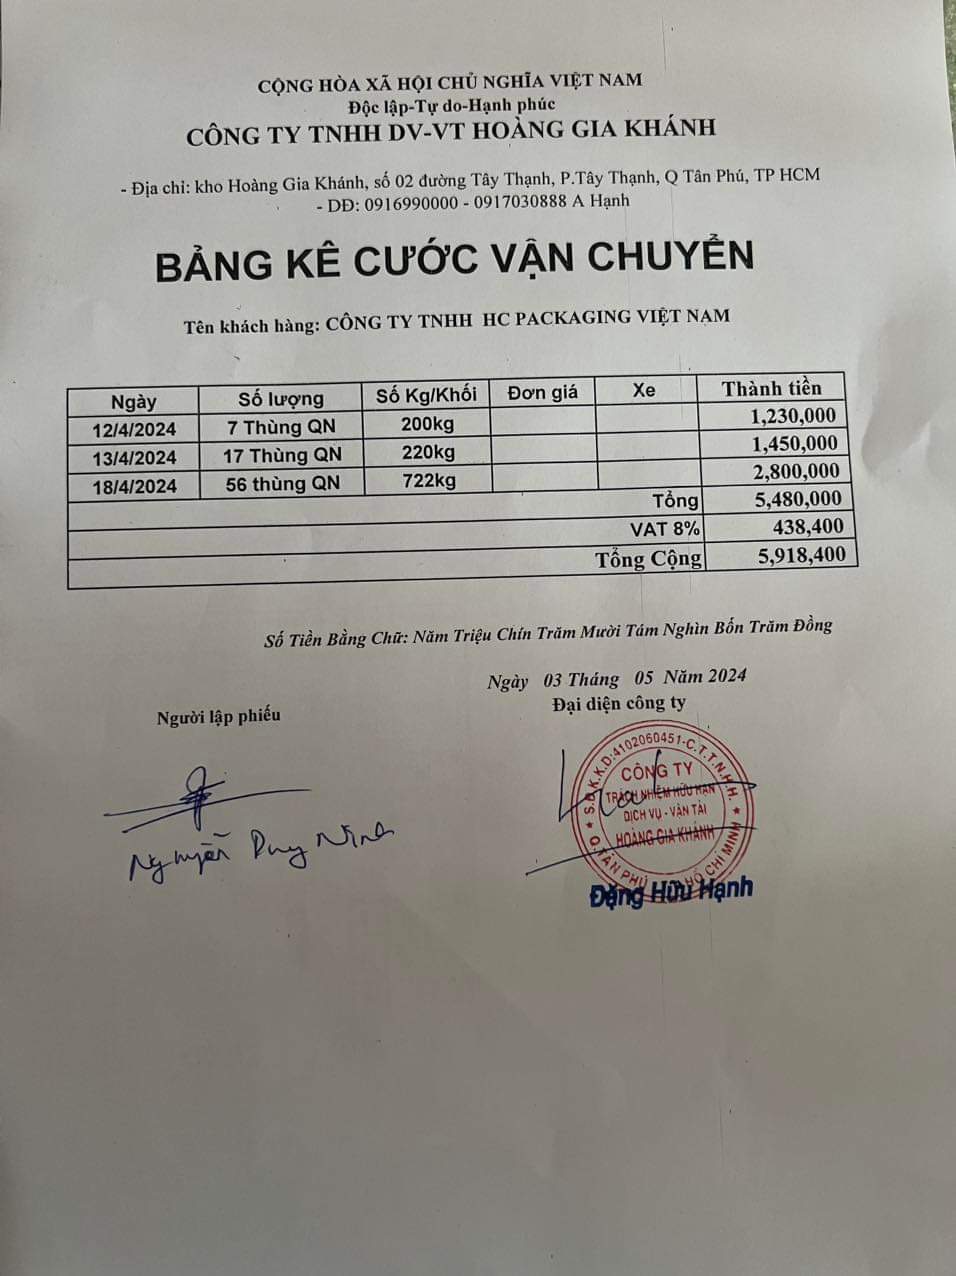 CỘNG HÒA XÃ HỘI CHỦ NGHĨA VIỆT NAM
Độc lập-Tự do-Hạnh phúc
CÔNG TY TNHH DV-VT HOÀNG GIA KHÁNH
- Địa chỉ: kho Hoàng Gia Khánh, số 02 đường Tây Thạnh, P.Tây Thạnh, Q Tân Phú, TP HCM
- DĐ: 0916990000 - 0917030888 A Hạnh
BẢNG KÊ CƯỚC VẬN CHUYỂN
Tên khách hàng: CÔNG TY TNHH HC PACKAGING VIỆT NAM
Ngày Số lượng Số Kg/Khối Đơn giá Xe Thành tiền
12/4/2024 7 Thùng QN 200kg 1,230,000
13/4/2024 17 Thùng QN 220kg 1,450,000
18/4/2024 56 thùng QN 722kg 2,800,000
Tổng 5,480,000
VAT 8% 438,400
Tổng Cộng 5,918,400
Số Tiền Bằng Chữ: Năm Triệu Chín Trăm Mười Tám Nghìn Bốn Trăm Đồng
Ngày 03 Tháng 05 Năm 2024
Người lập phiếu
Đại diện công ty
Nguyễn Duy Ninh
S.Đ.K.K.D:4102060451-C.T.T.N.H.H.
CÔNG TY
TRÁCH NHIỆM HỮU HẠN
DỊCH VỤ - VẬN TẢI
HOÀNG GIA KHÁNH
Q.TÂN PHÚ HỒ CHÍ MINH
Đặng Hữu Hạnh